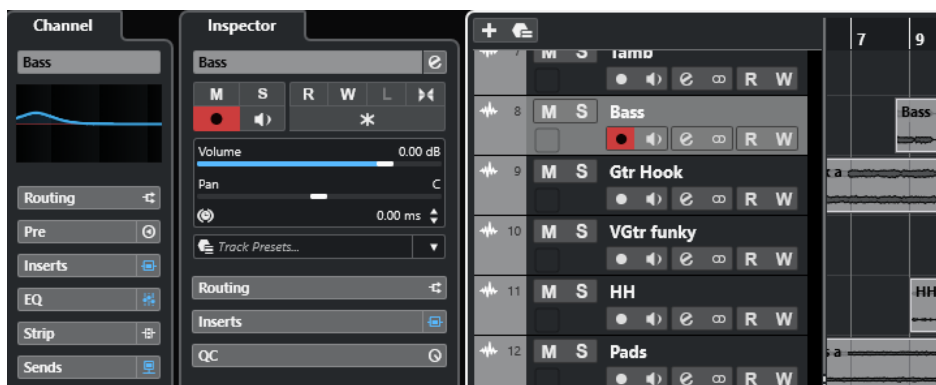 Channel
Bass
Routing
Pre
Inserts
EQ
Strip
Sends
Inspector
Bass
M S R W L
Volume 0.00 dB
Pan C
0.00 ms
Track Presets...
Routing
Inserts
QC
7 M S Tamb
R W
8 M S Bass
R W
9 M S Gtr Hook
R W
10 M S VGtr funky
R W
11 M S HH
R W
12 M S Pads
R W
7 9
Bass
a
HH
a